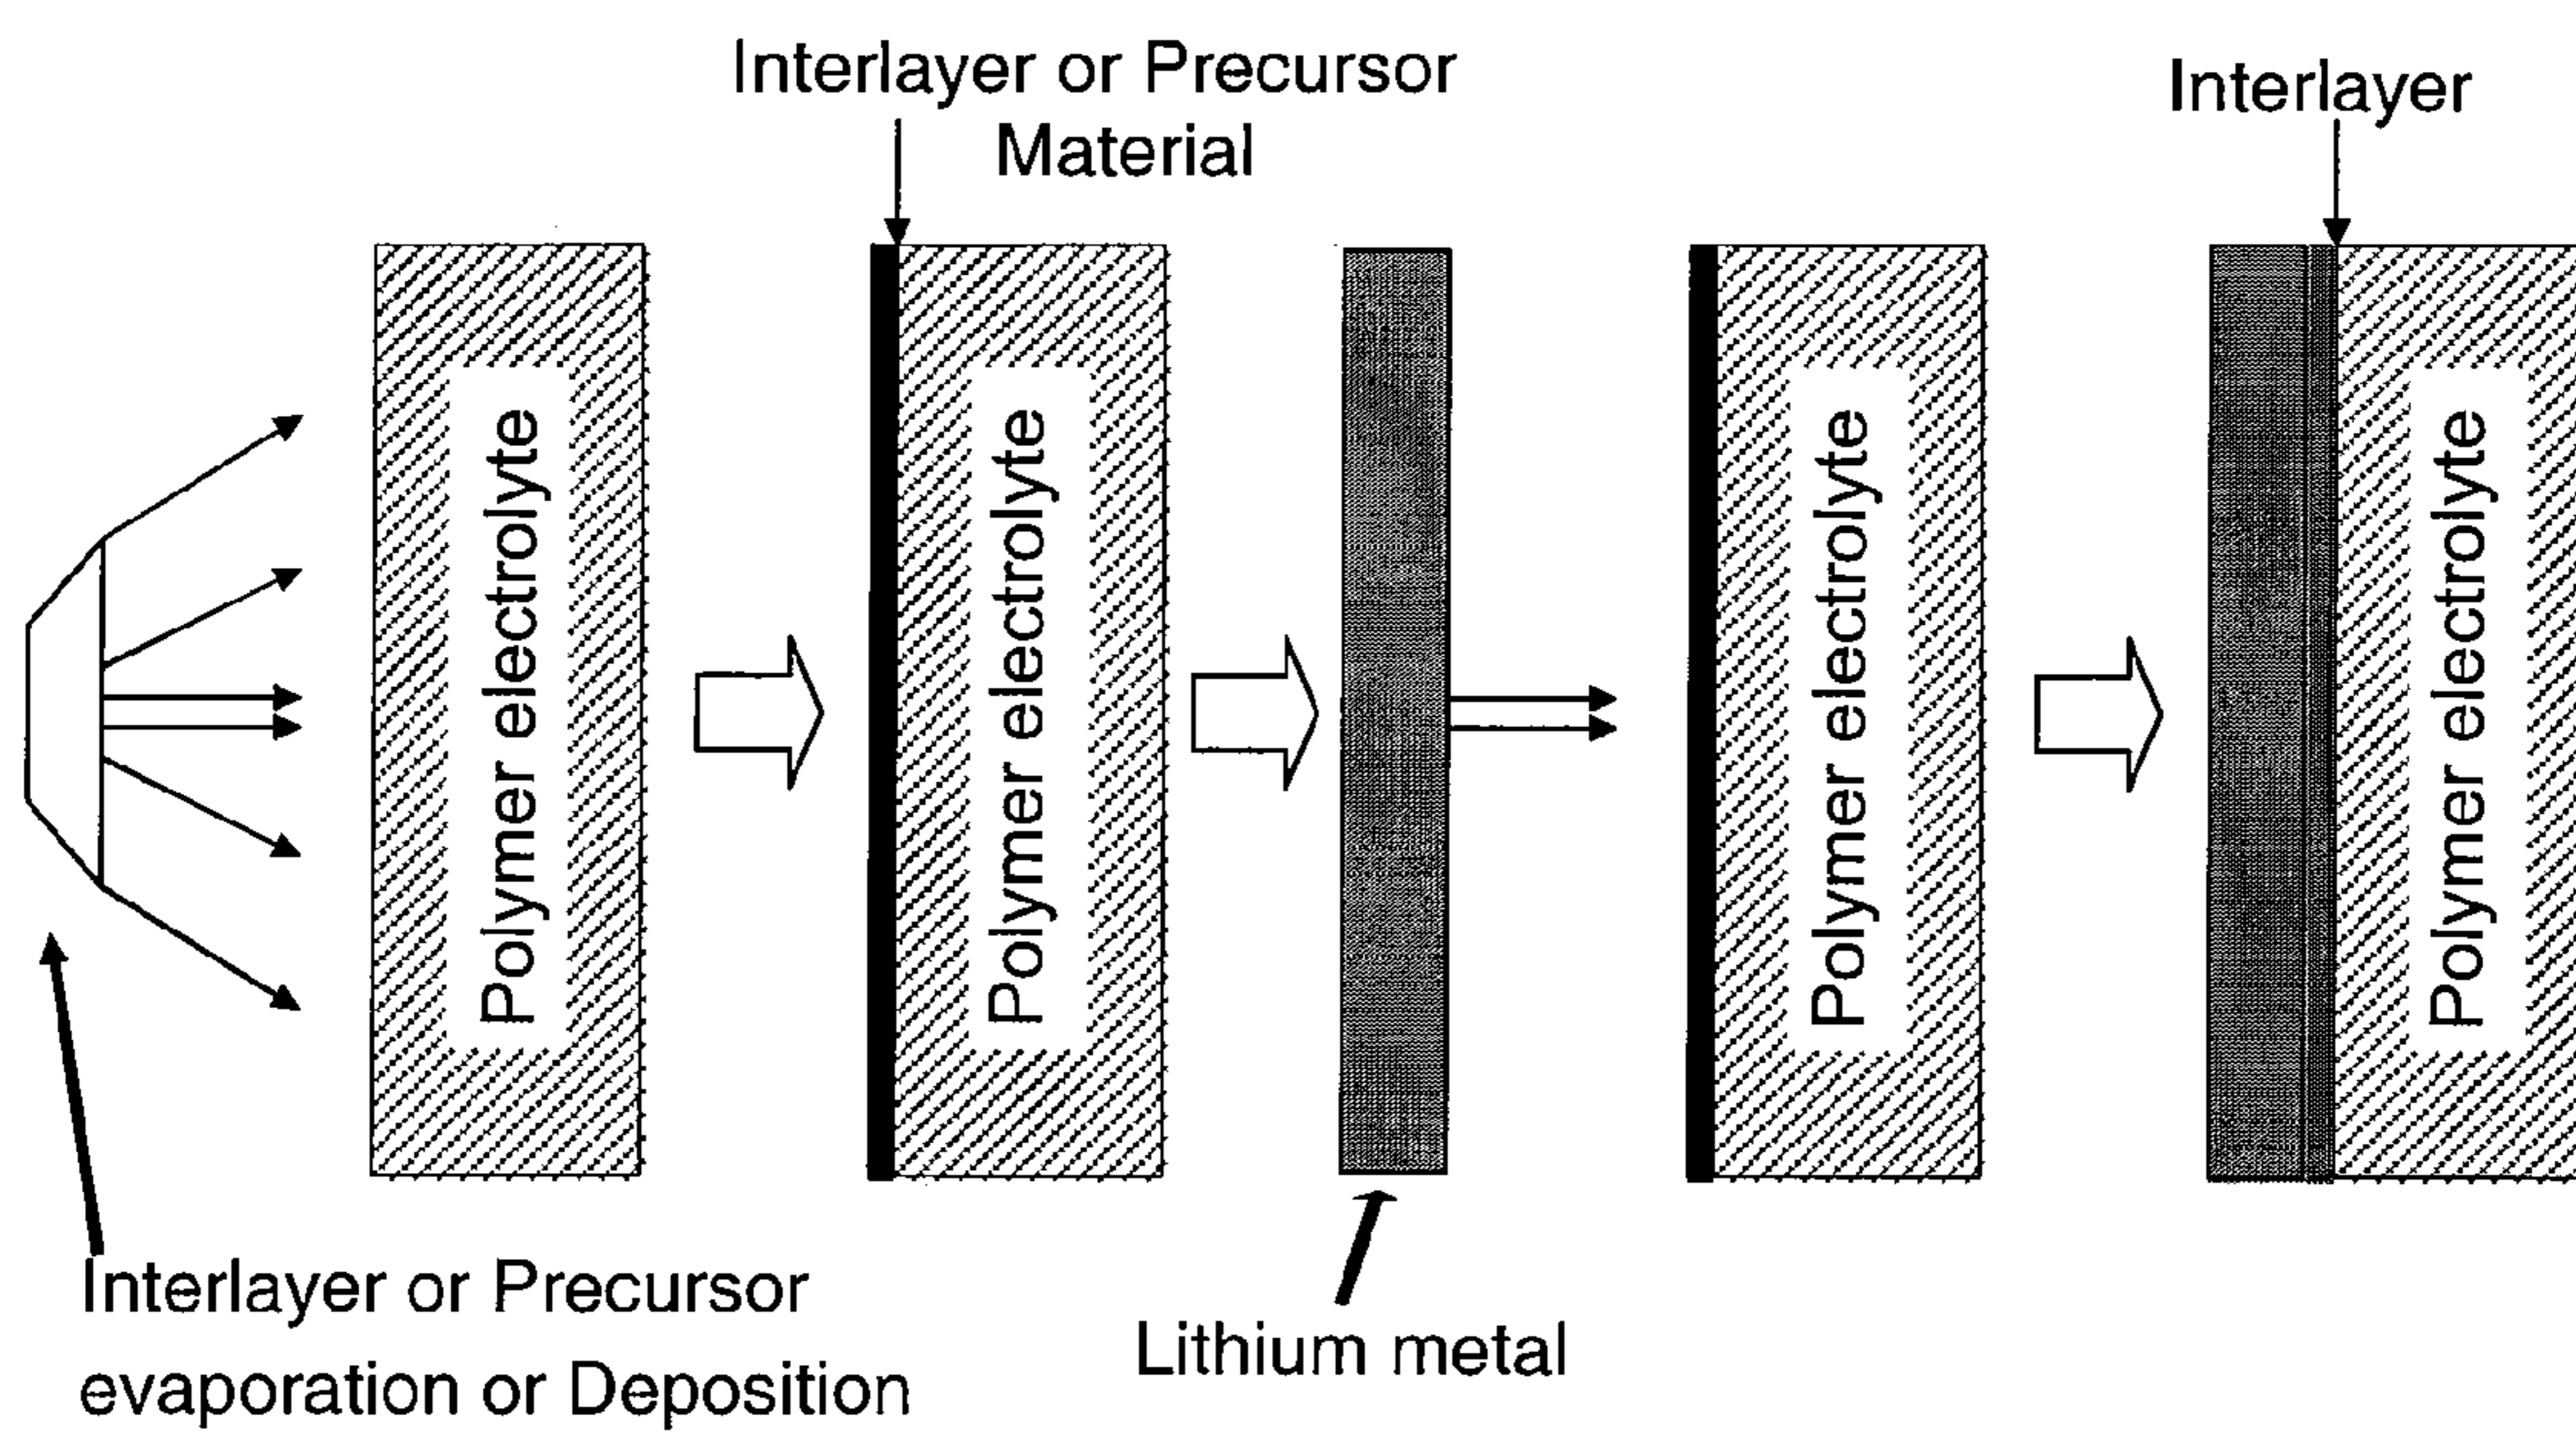 Interlayer or Precursor
Material
Interlayer
Polymer electrolyte
Polymer electrolyte
Polymer electrolyte
Polymer electrolyte
Interlayer or Precursor
evaporation or Deposition
Lithium metal